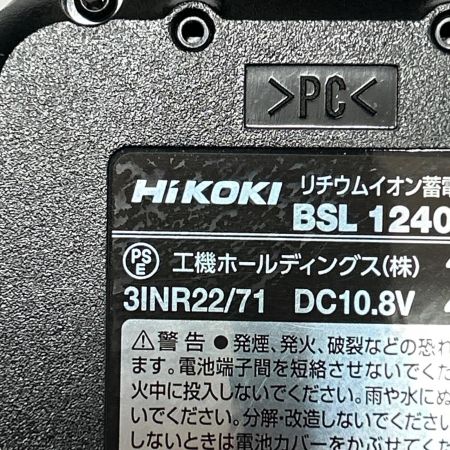 >PC<
HiKOKI リチウムイオン蓄電
BSL 1240
PS E 工機ホールディングス(株)
3INR22/71 DC10.8V
⚠警告 ●発煙、発火、破裂などの恐れ
ます。電池端子間を短絡させないでくた
火中に投入しないでください。雨や水にぬ
いでください。分解・改造しないでください
しないときは電池カバーをかぶせてくだ